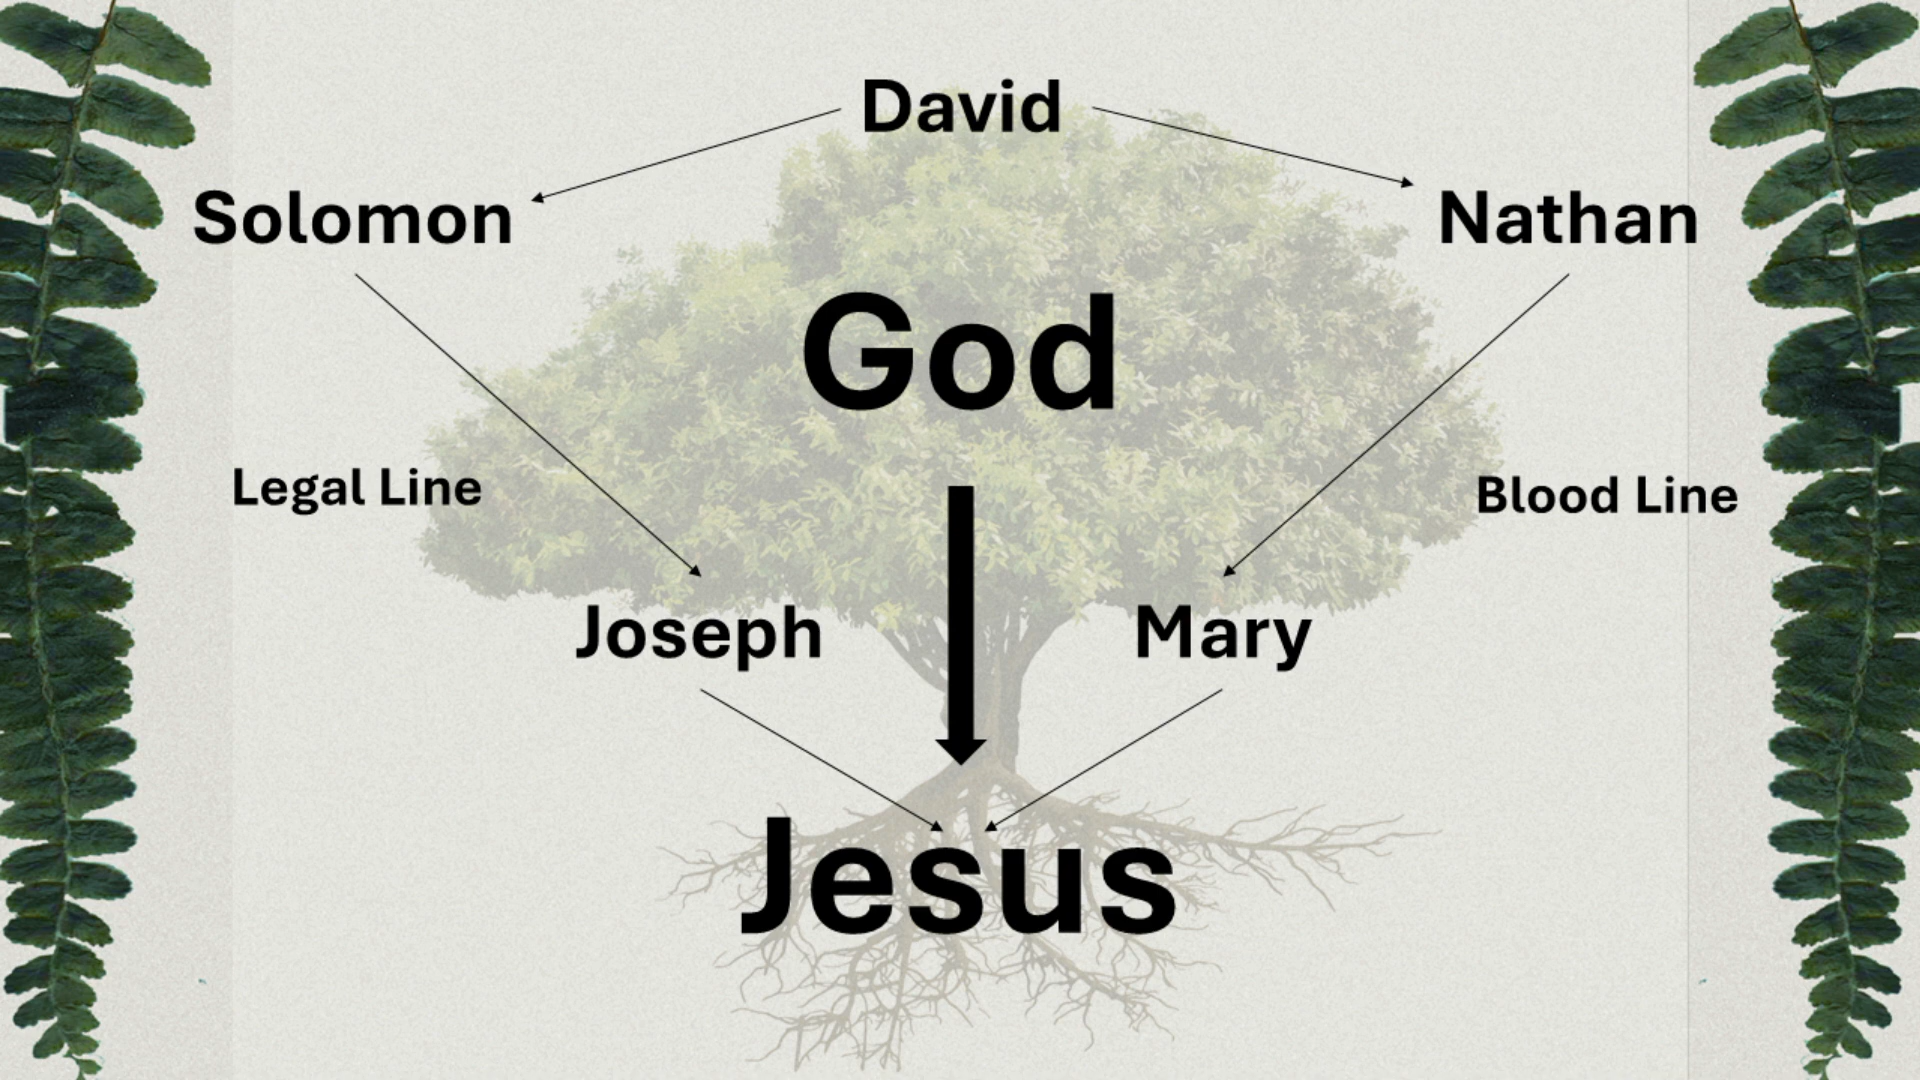 David
Solomon
Nathan
God
Legal Line
Blood Line
Joseph
Mary
Jesus